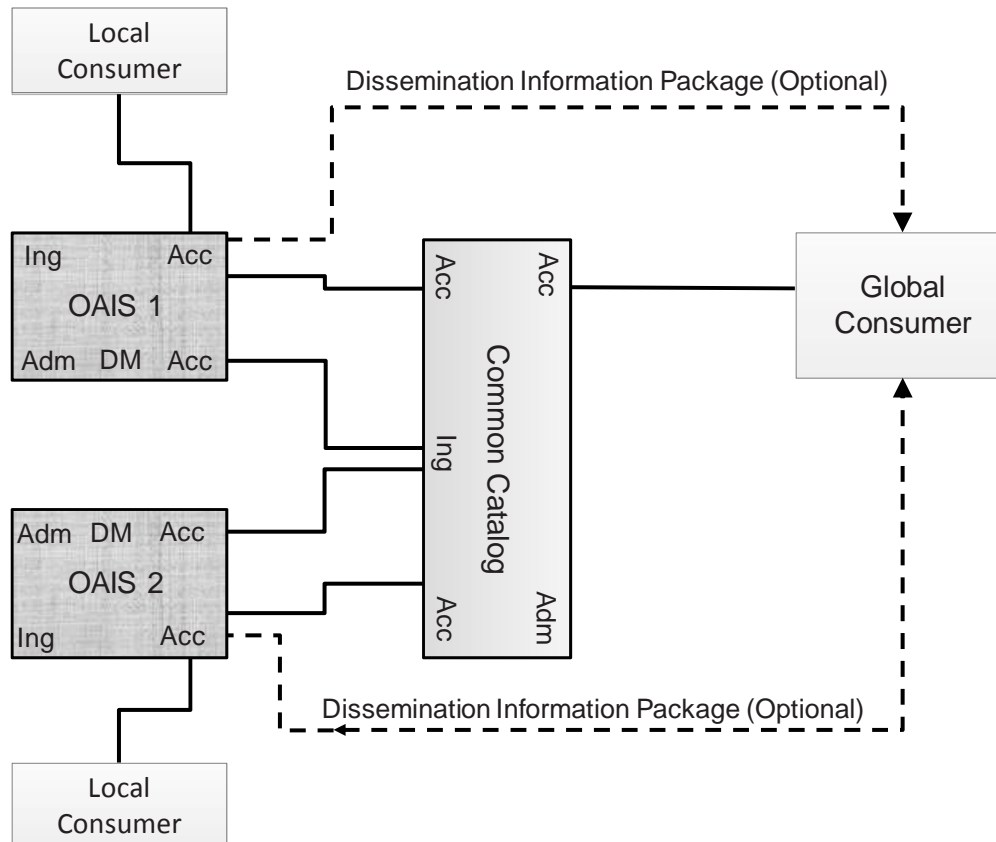 Local
Consumer
Dissemination Information Package (Optional)
Ing
Acc
OAIS 1
Adm
DM
Acc
Acc
Acc
Ing
Common Catalog
Acc
Adm
Global
Consumer
Adm
DM
Acc
OAIS 2
Ing
Acc
Dissemination Information Package (Optional)
Local
Consumer